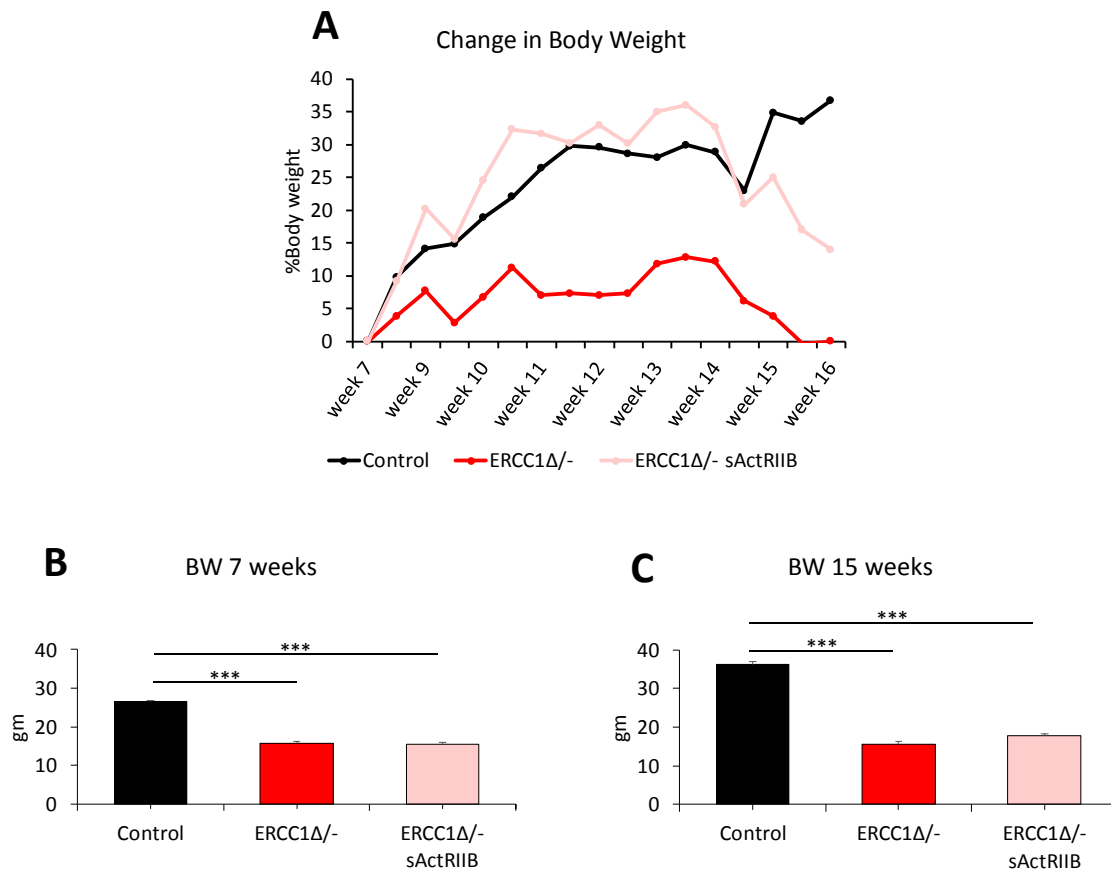 A
Change in Body Weight
%Body weight
40
35
30
25
20
15
10
5
0
week 7
week 9
week 10
week 11
week 12
week 13
week 14
week 15
week 16
Control
ERCC1Δ/-
ERCC1Δ/- sActRIIB
B
BW 7 weeks
***
***
gm
40
30
20
10
0
Control
ERCC1Δ/-
ERCC1Δ/-
sActRIIB
C
BW 15 weeks
***
***
gm
40
30
20
10
0
Control
ERCC1Δ/-
ERCC1Δ/-
sActRIIB